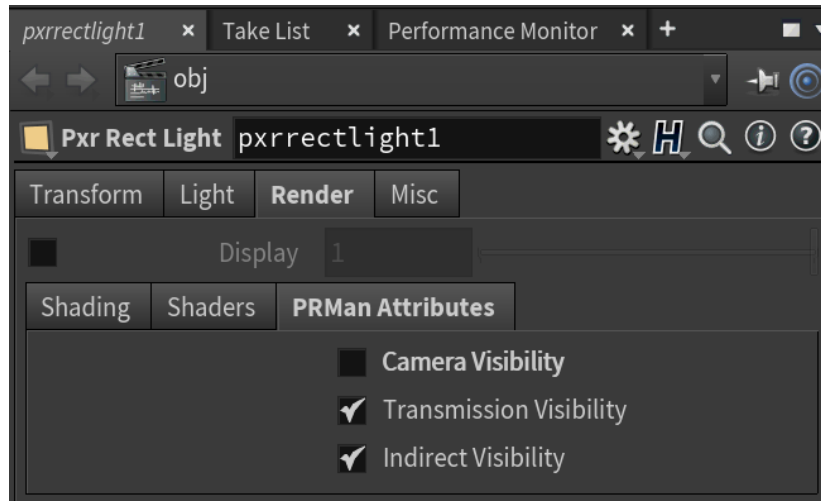 pxrrectlight1 × Take List × Performance Monitor × +
obj
Pxr Rect Light pxrrectlight1
Transform Light Render Misc
Display 1
Shading Shaders PRMan Attributes
Camera Visibility
Transmission Visibility
Indirect Visibility